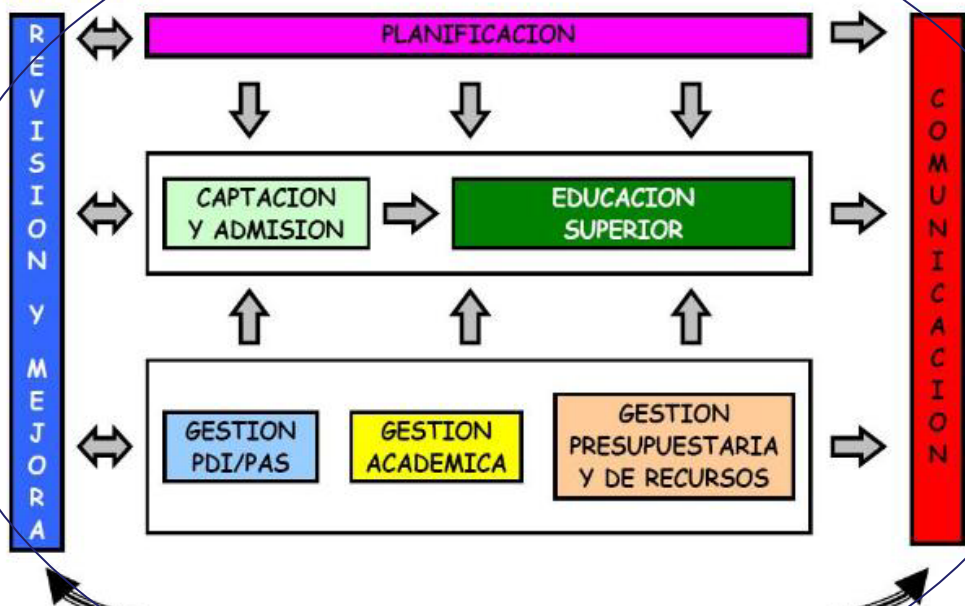 REVISION Y MEJORA
PLANIFICACION
COMUNICACION
CAPTACION
Y ADMISION
EDUCACION
SUPERIOR
GESTION
PDI/PAS
GESTION
ACADEMICA
GESTION
PRESUPUESTARIA
Y DE RECURSOS